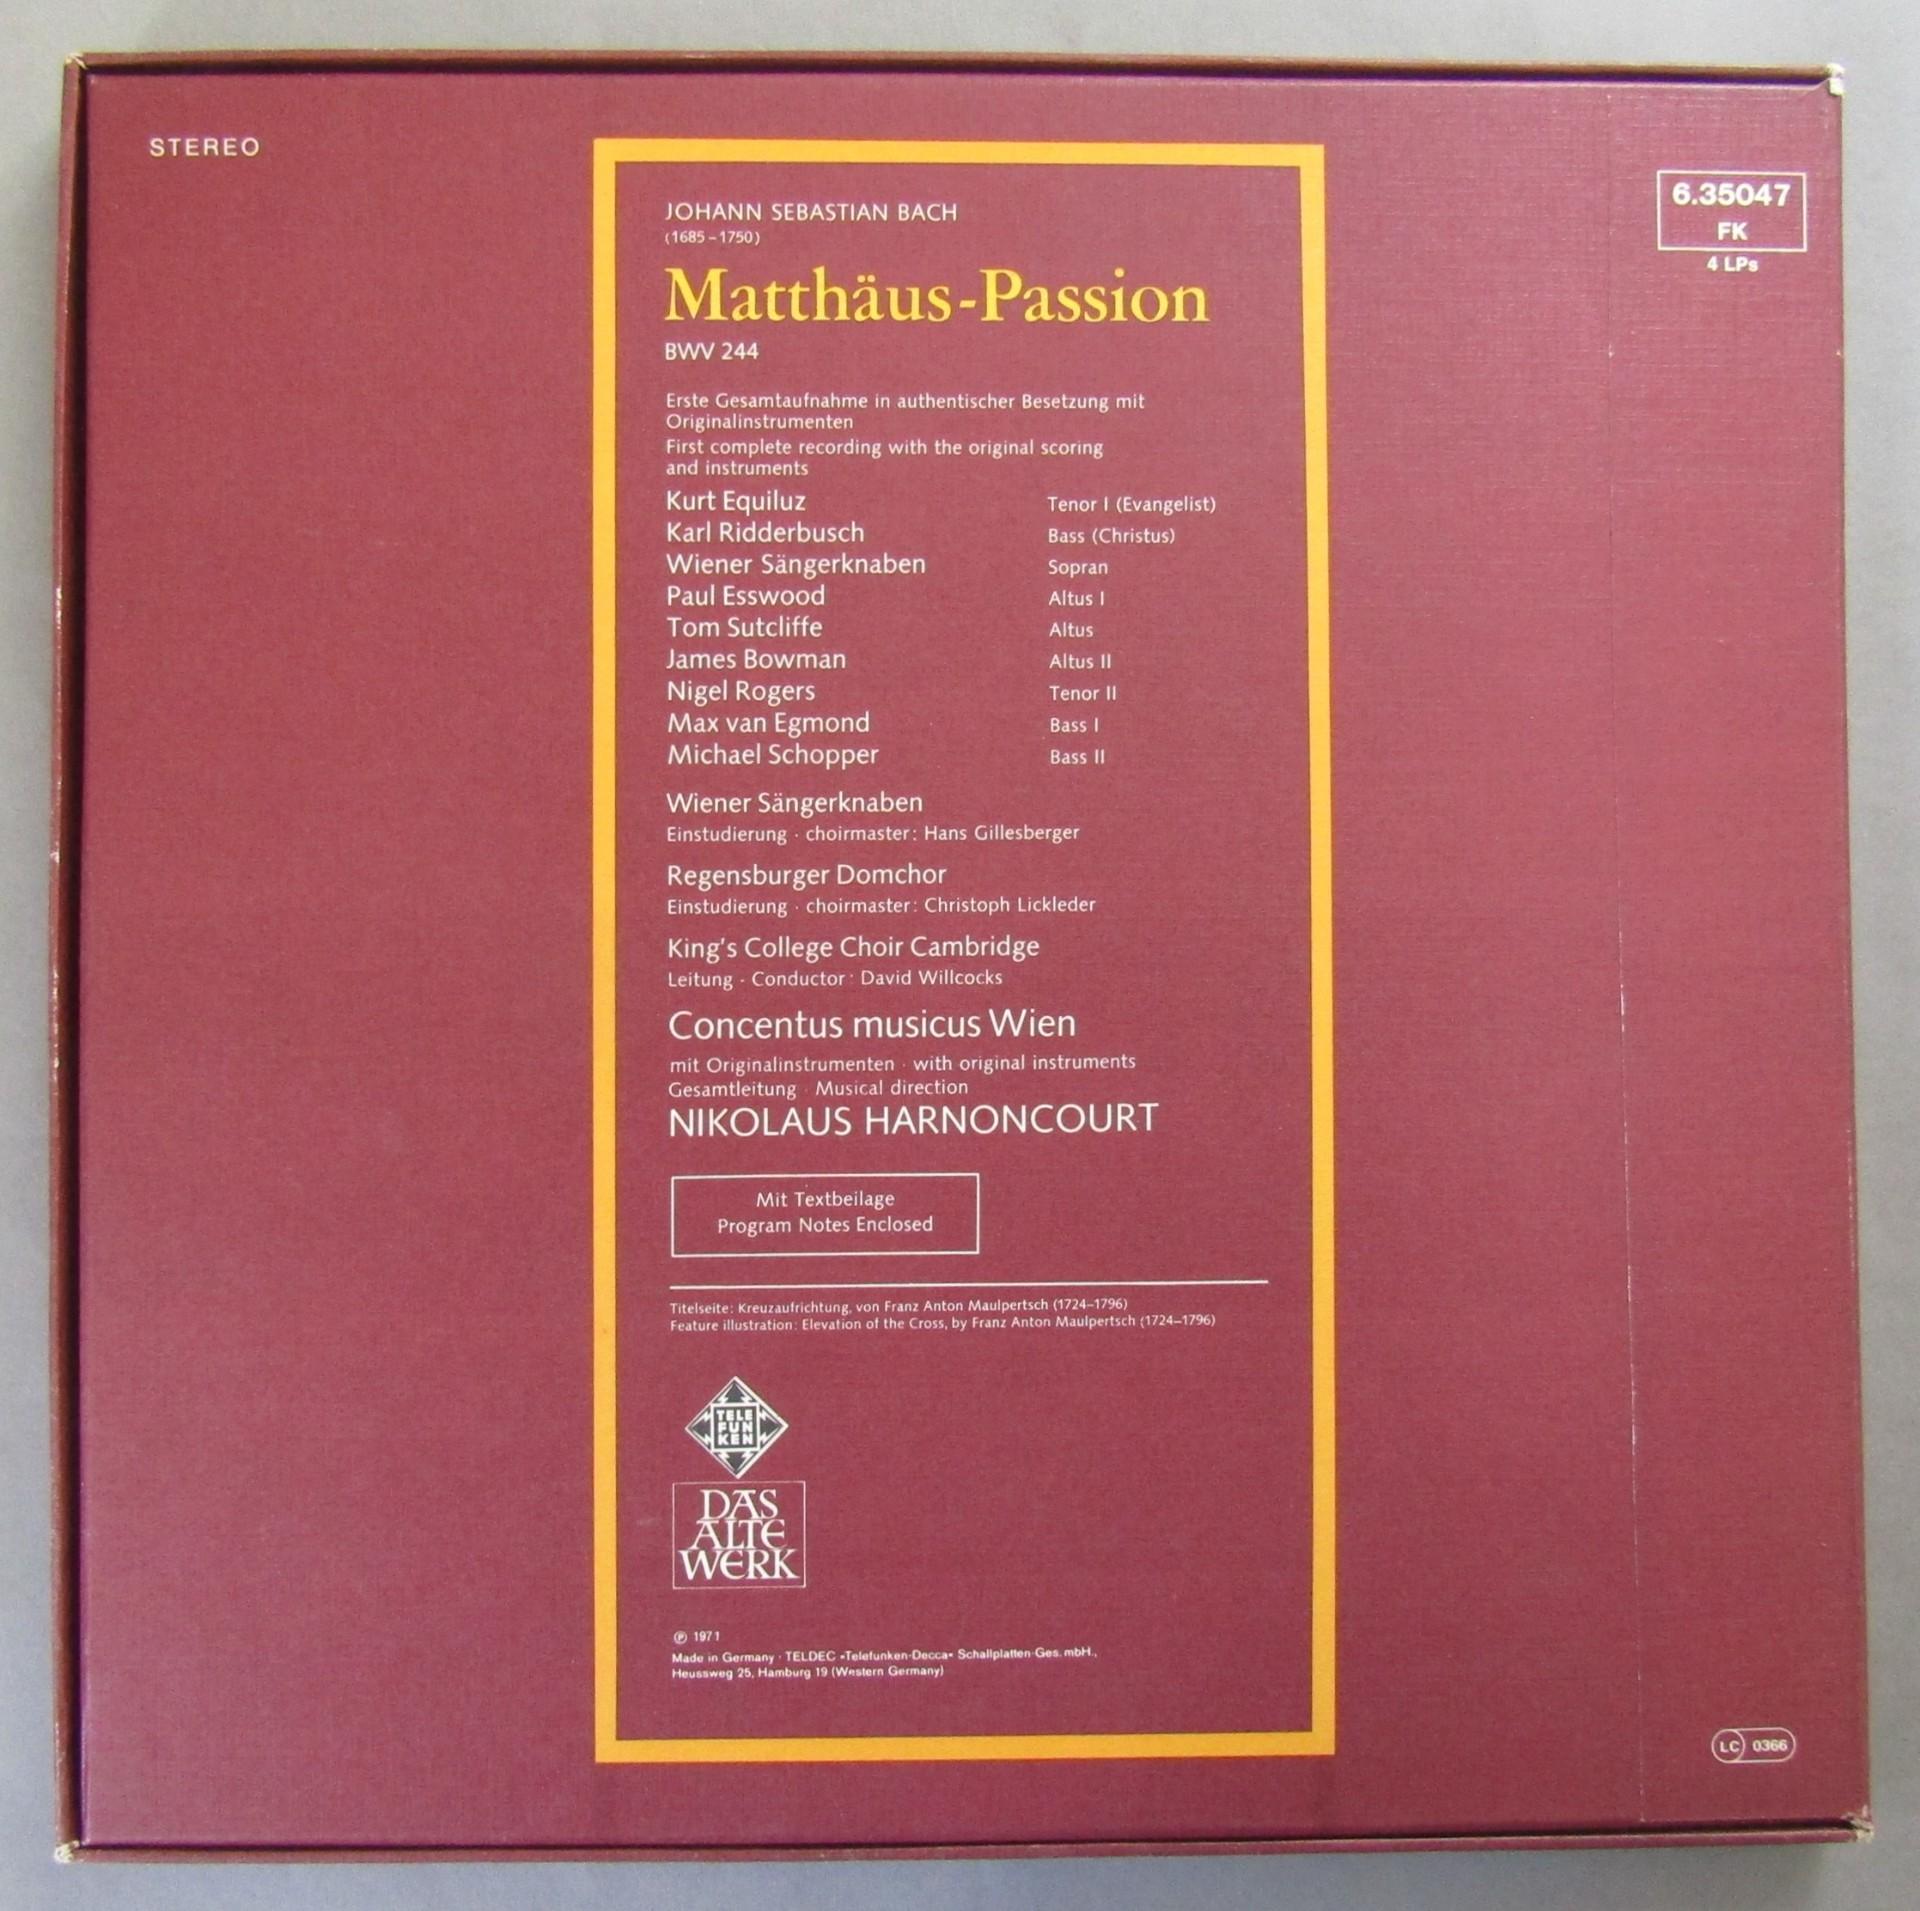 STEREO
6.35047
FK
4 LPs
JOHANN SEBASTIAN BACH
(1685–1750)
Matthäus-Passion
BWV 244
Erste Gesamtaufnahme in authentischer Besetzung mit
Originalinstrumenten
First complete recording with the original scoring
and instruments
Kurt Equiluz Tenor I (Evangelist)
Karl Ridderbusch Bass (Christus)
Wiener Sängerknaben Sopran
Paul Esswood Altus I
Tom Sutcliffe Altus
James Bowman Altus II
Nigel Rogers Tenor II
Max van Egmond Bass I
Michael Schopper Bass II
Wiener Sängerknaben
Einstudierung · choirmaster: Hans Gillesberger
Regensburger Domchor
Einstudierung · choirmaster: Christoph Lickleder
King's College Choir Cambridge
Leitung · Conductor · David Willcocks
Concentus musicus Wien
mit Originalinstrumenten · with original instruments
Gesamtleitung · Musical direction
NIKOLAUS HARNONCOURT
Mit Textbeilage
Program Notes Enclosed
Titelseite: Kreuzaufrichtung, von Franz Anton Maulpertsch (1724–1796)
Feature illustration: Elevation of the Cross, by Franz Anton Maulpertsch (1724–1796)
TELE
FUN
KEN
DAS
ALTE
WERK
℗ 1971
Made in Germany · TELDEC »Telefunken-Decca« Schallplatten-Ges. mbH.,
Heussweg 25, Hamburg 19 (Western Germany)
LC 0366